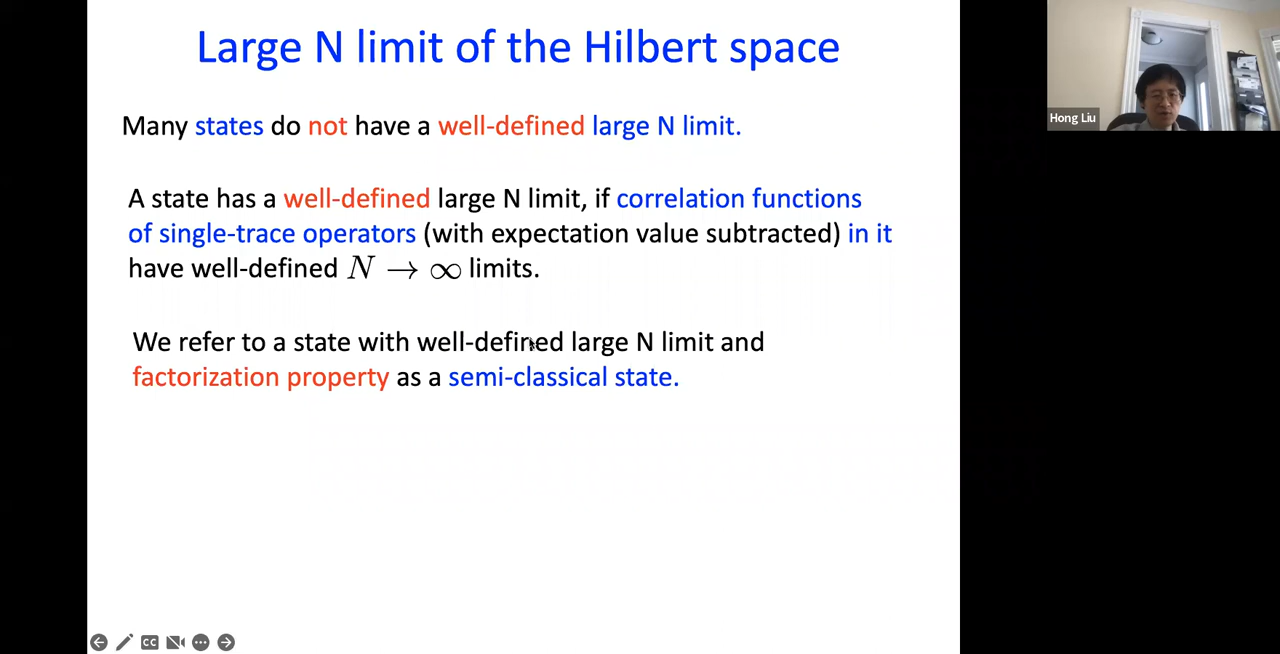 Large N limit of the Hilbert space
Many states do not have a well-defined large N limit.
A state has a well-defined large N limit, if correlation functions
of single-trace operators (with expectation value subtracted) in it
have well-defined N → ∞ limits.
We refer to a state with well-defined large N limit and
factorization property as a semi-classical state.
Hong Liu
CC